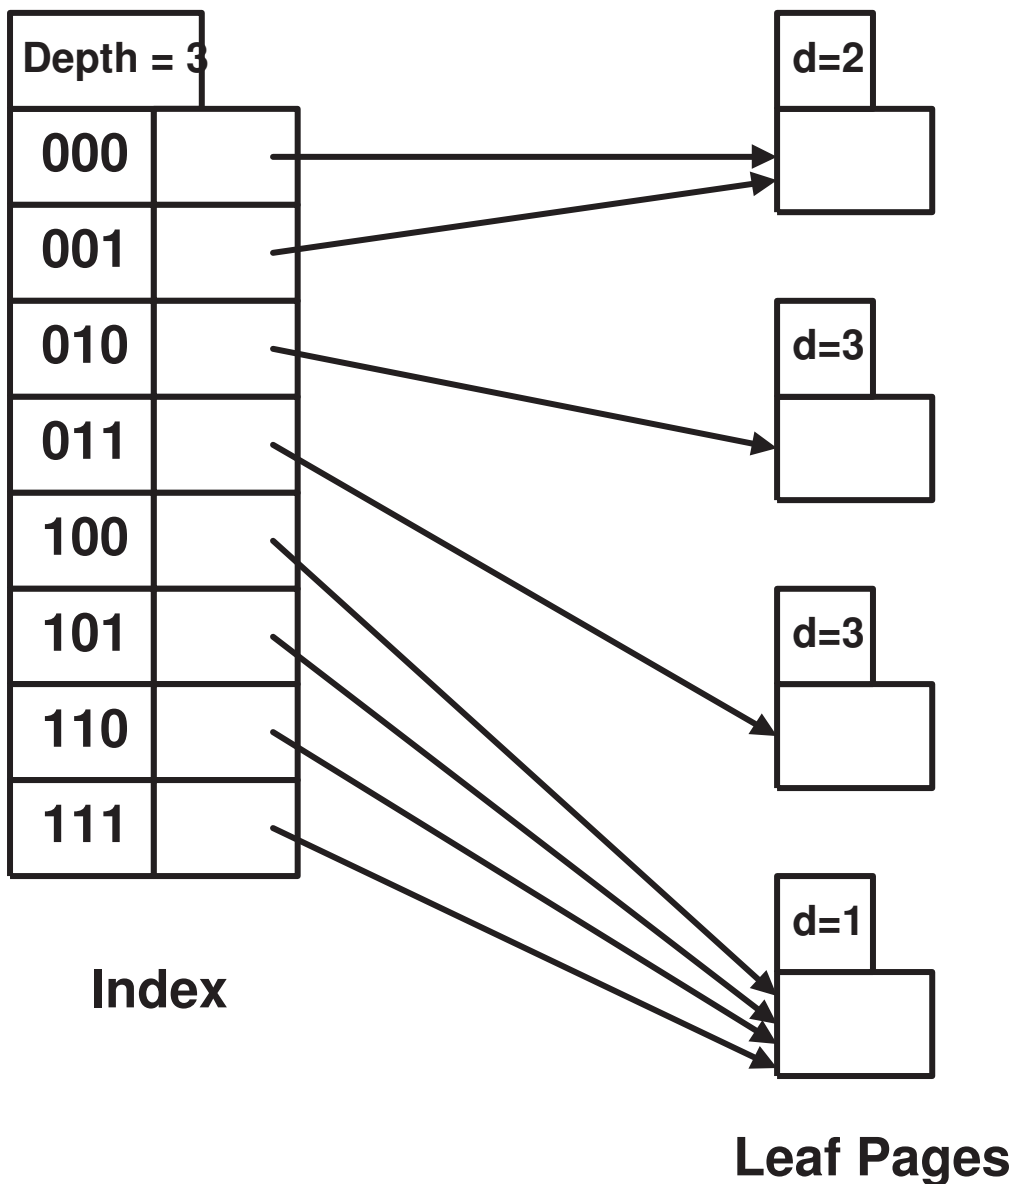 Depth = 3
000
001
010
011
100
101
110
111
Index
d=2
d=3
d=3
d=1
Leaf Pages